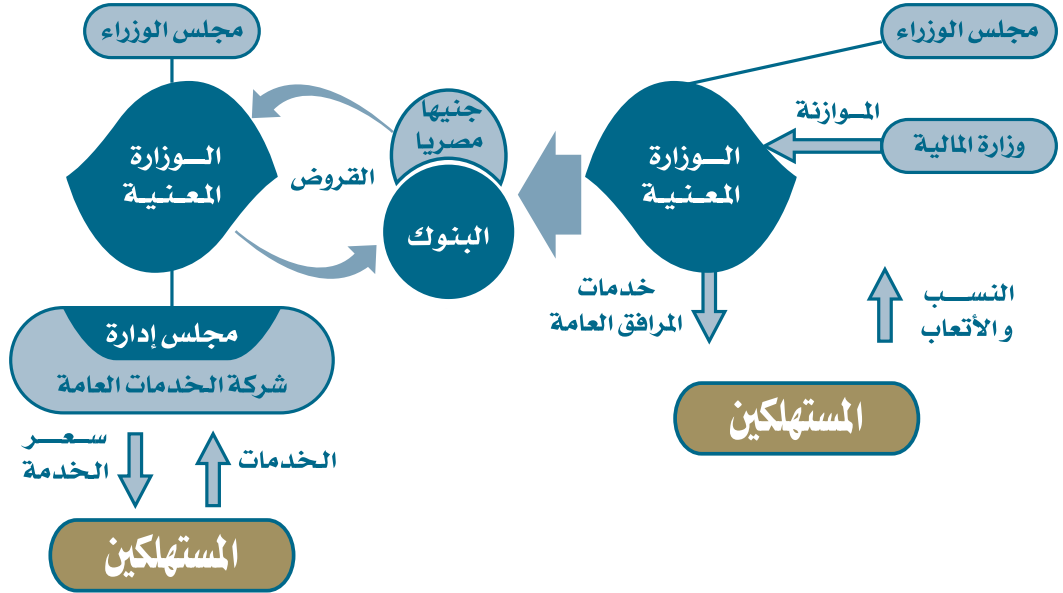 مجلس الوزراء
وزارة المالية
الموازنة
الوزارة
المعنية
خدمات
المرافق العامة
النسب
والأتعاب
المستهلكين
جنيها
مصريا
البنوك
القروض
مجلس الوزراء
الوزارة
المعنية
مجلس إدارة
شركة الخدمات العامة
الخدمات
سعر
الخدمة
المستهلكين